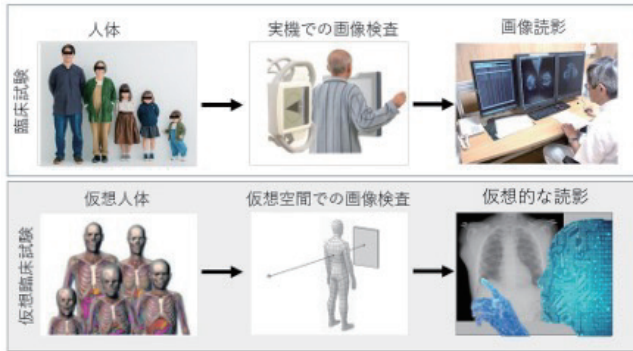 人体
実機での画像検査
画像読影
臨床試験
仮想人体
仮想空間での画像検査
仮想的な読影
仮想臨床試験